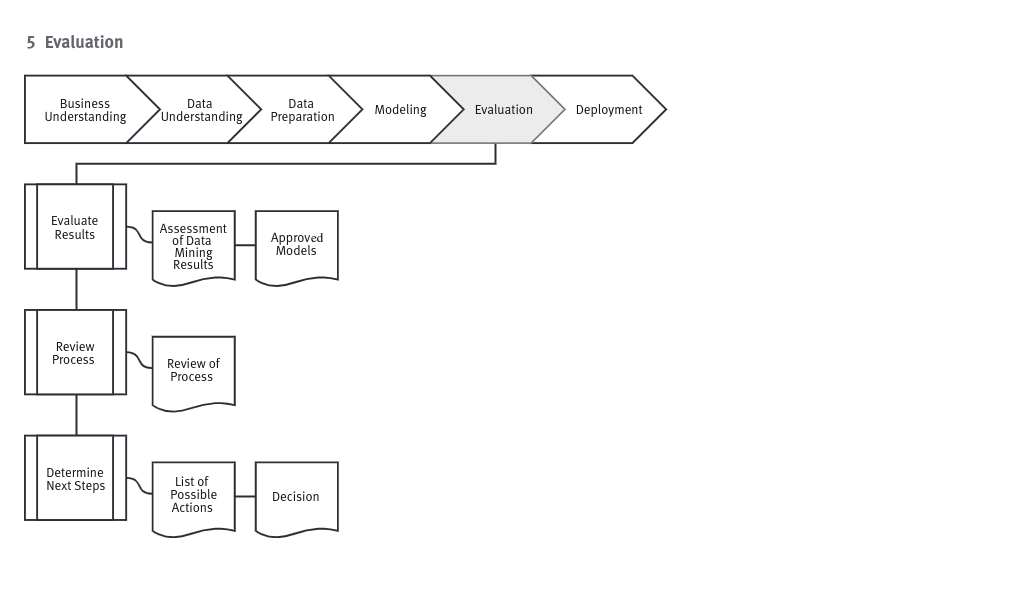 5 Evaluation
Business
Understanding
Data
Understanding
Data
Preparation
Modeling
Evaluation
Deployment
Evaluate
Results
Assessment
of Data
Mining
Results
Approved
Models
Review
Process
Review of
Process
Determine
Next Steps
List of
Possible
Actions
Decision